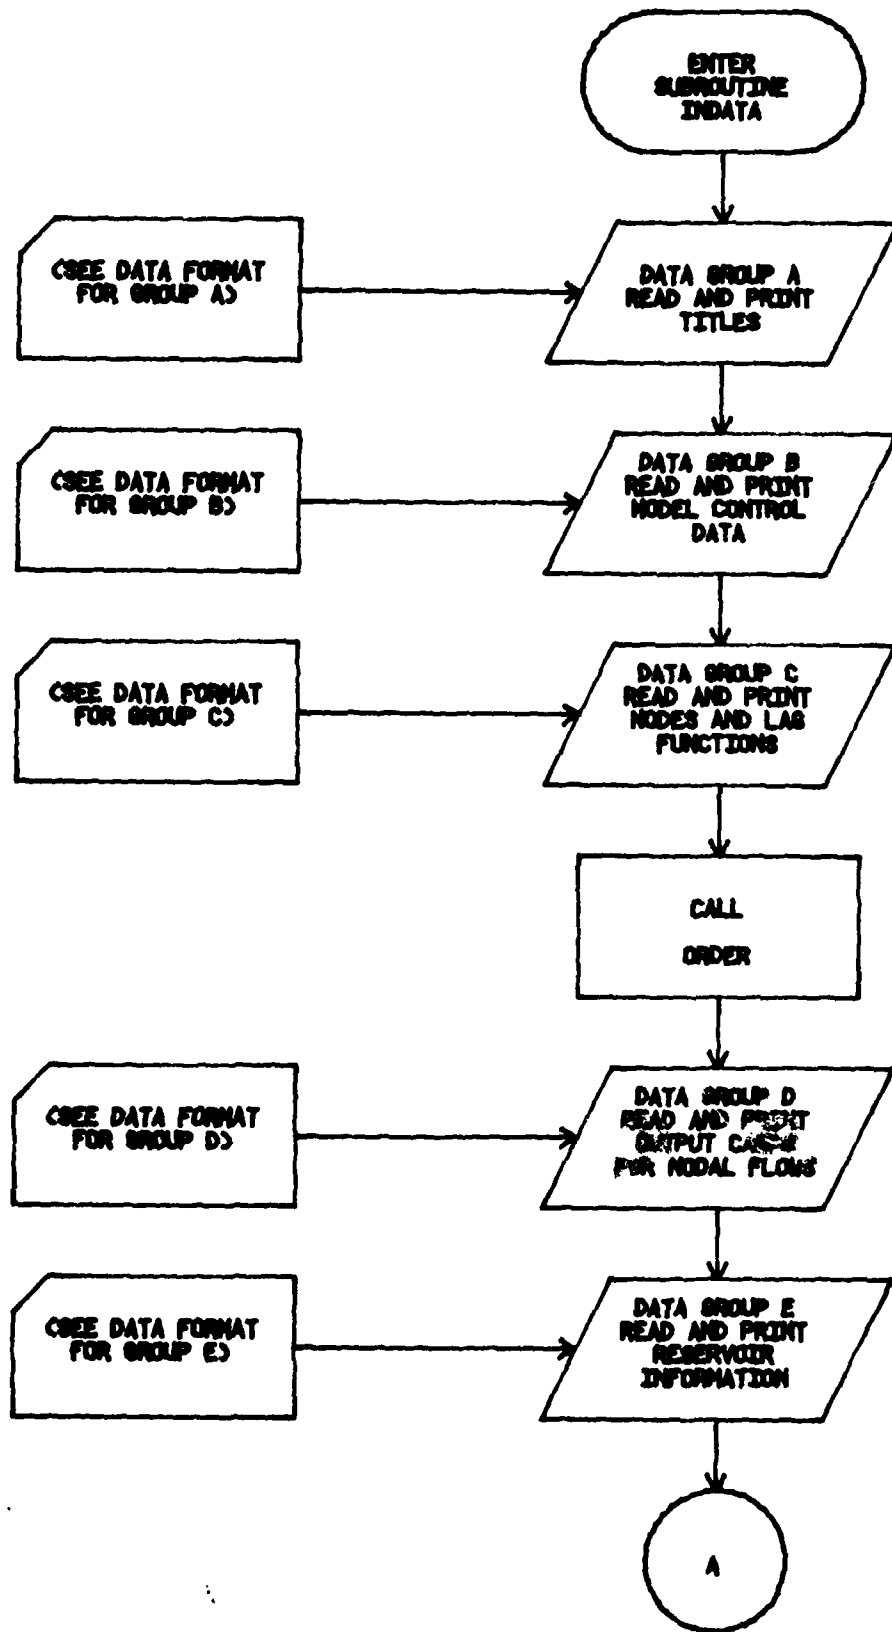 ENTER
SUBROUTINE
INDATA
(SEE DATA FORMAT
FOR GROUP A)
DATA GROUP A
READ AND PRINT
TITLES
(SEE DATA FORMAT
FOR GROUP B)
DATA GROUP B
READ AND PRINT
MODEL CONTROL
DATA
(SEE DATA FORMAT
FOR GROUP C)
DATA GROUP C
READ AND PRINT
NODES AND LAG
FUNCTIONS
CALL
ORDER
(SEE DATA FORMAT
FOR GROUP D)
DATA GROUP D
READ AND PRINT
OUTPUT
FOR NODAL FLOWS
(SEE DATA FORMAT
FOR GROUP E)
DATA GROUP E
READ AND PRINT
RESERVOIR
INFORMATION
A